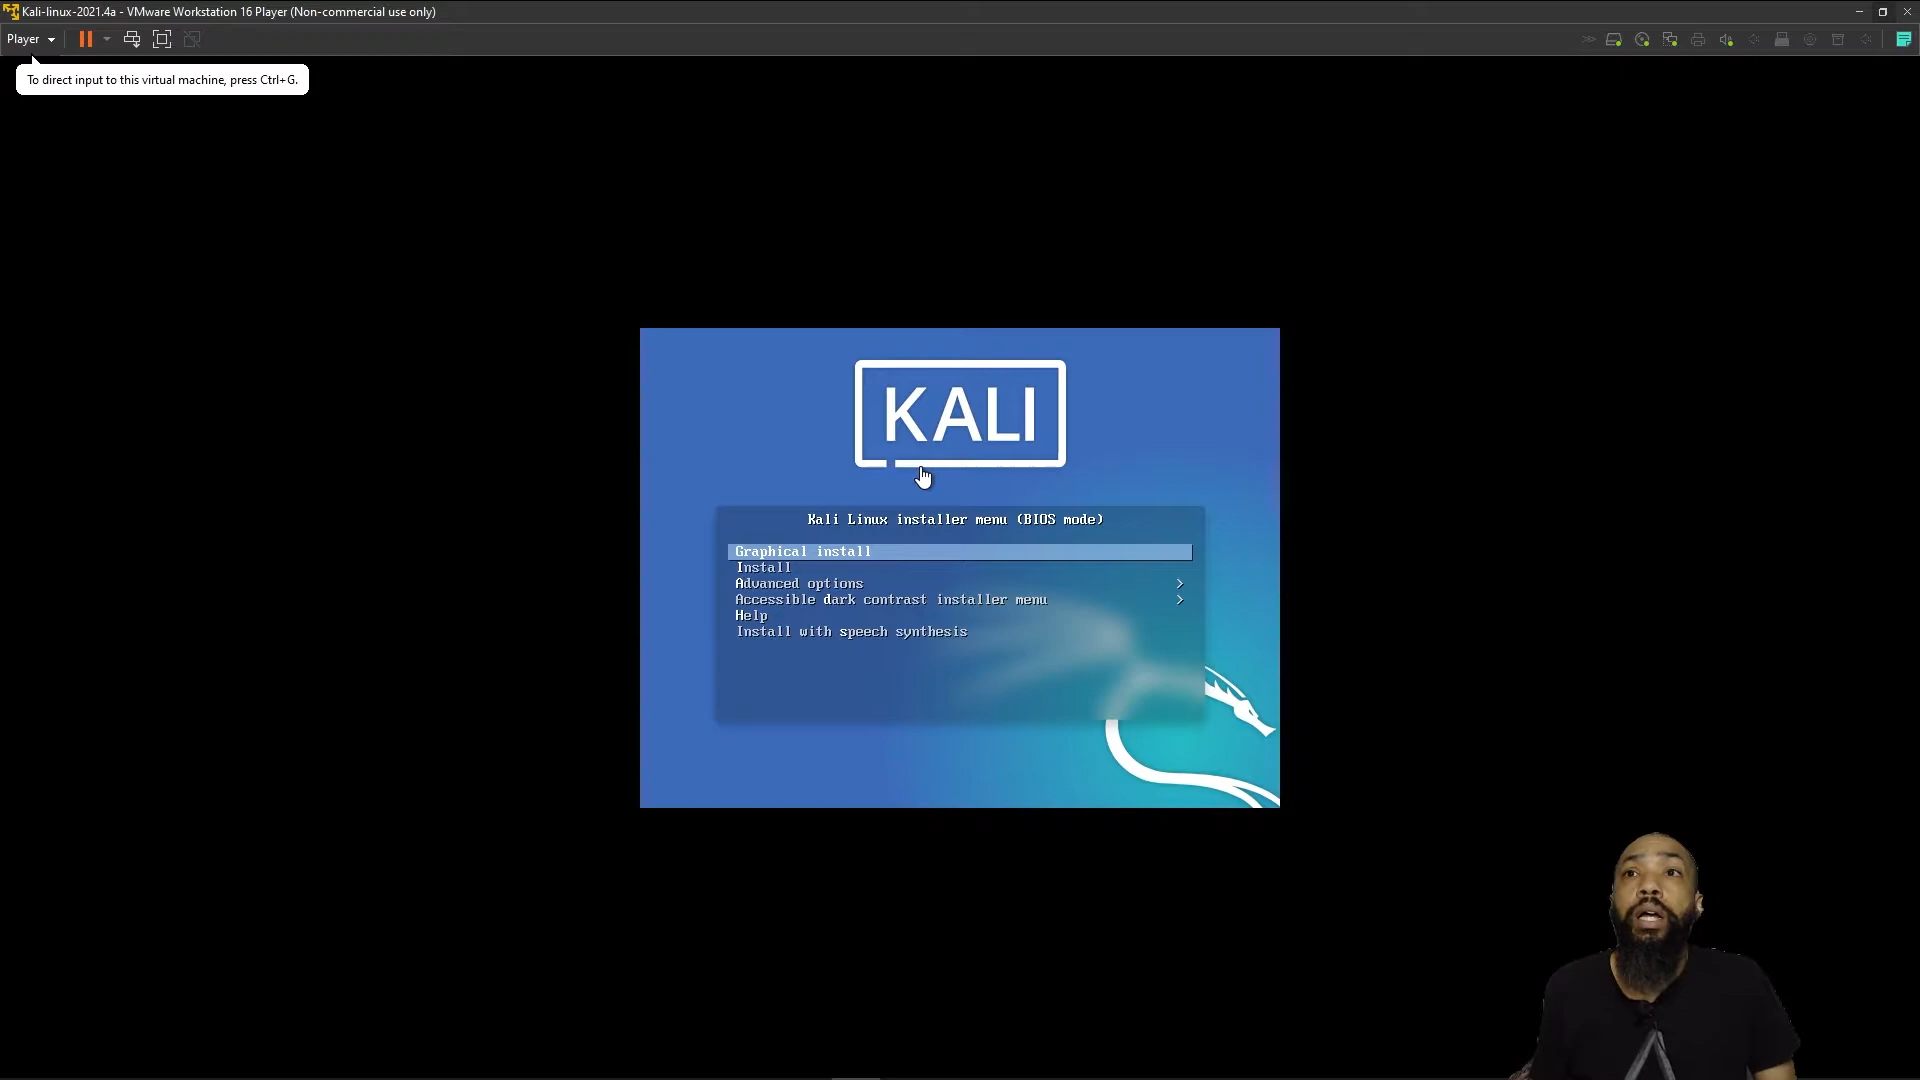 Kali-linux-2021.4a - VMware Workstation 16 Player (Non-commercial use only)
Player
To direct input to this virtual machine, press Ctrl+G.
KALI
Kali Linux installer menu (BIOS mode)
Graphical install
Install
Advanced options >
Accessible dark contrast installer menu >
Help
Install with speech synthesis